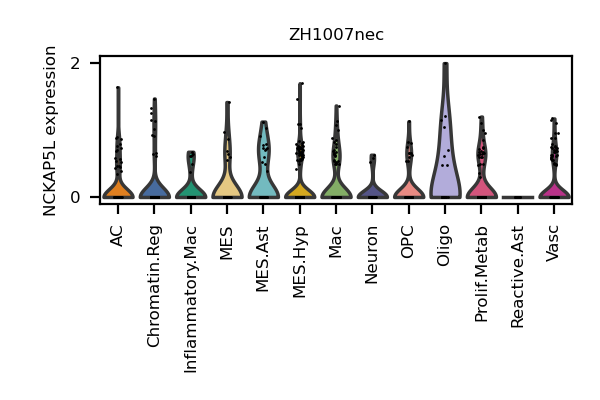 ZH1007nec
NCKAP5L expression
2
0
AC
Chromatin.Reg
Inflammatory.Mac
MES
MES.Ast
MES.Hyp
Mac
Neuron
OPC
Oligo
Prolif.Metab
Reactive.Ast
Vasc